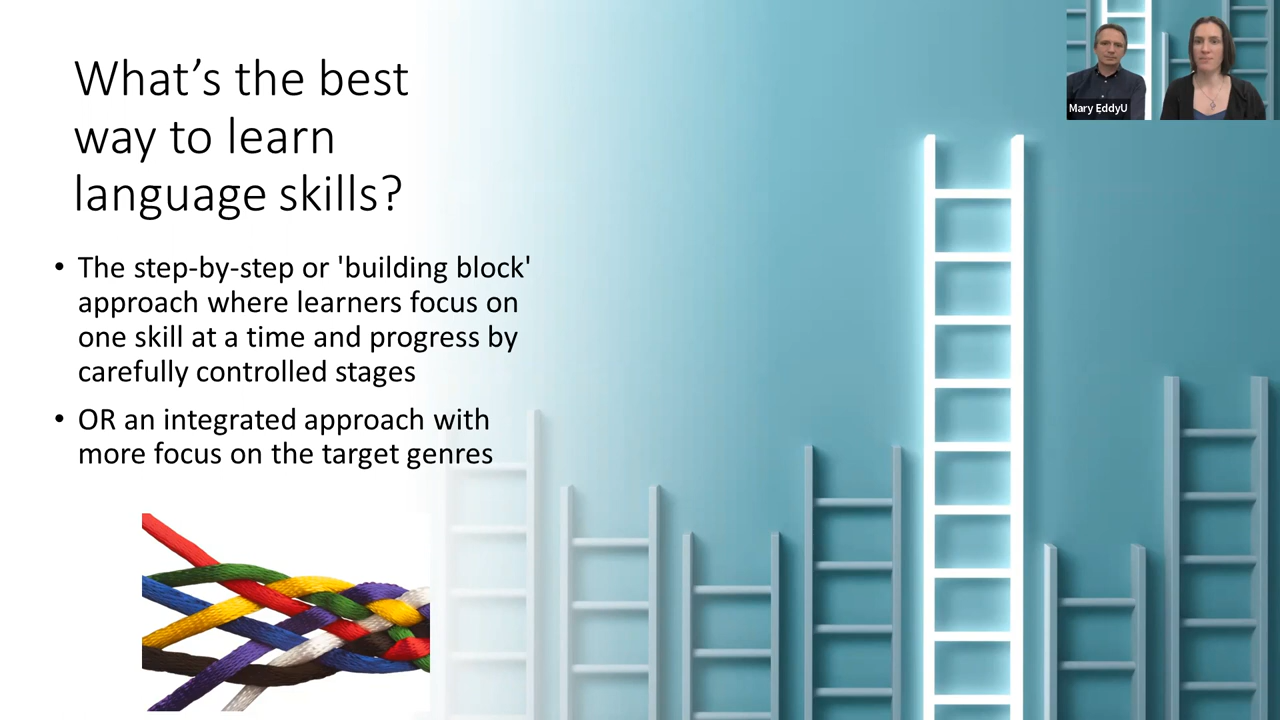 What’s the best
way to learn
language skills?
• The step-by-step or 'building block'
approach where learners focus on
one skill at a time and progress by
carefully controlled stages
• OR an integrated approach with
more focus on the target genres
Mary EddyU